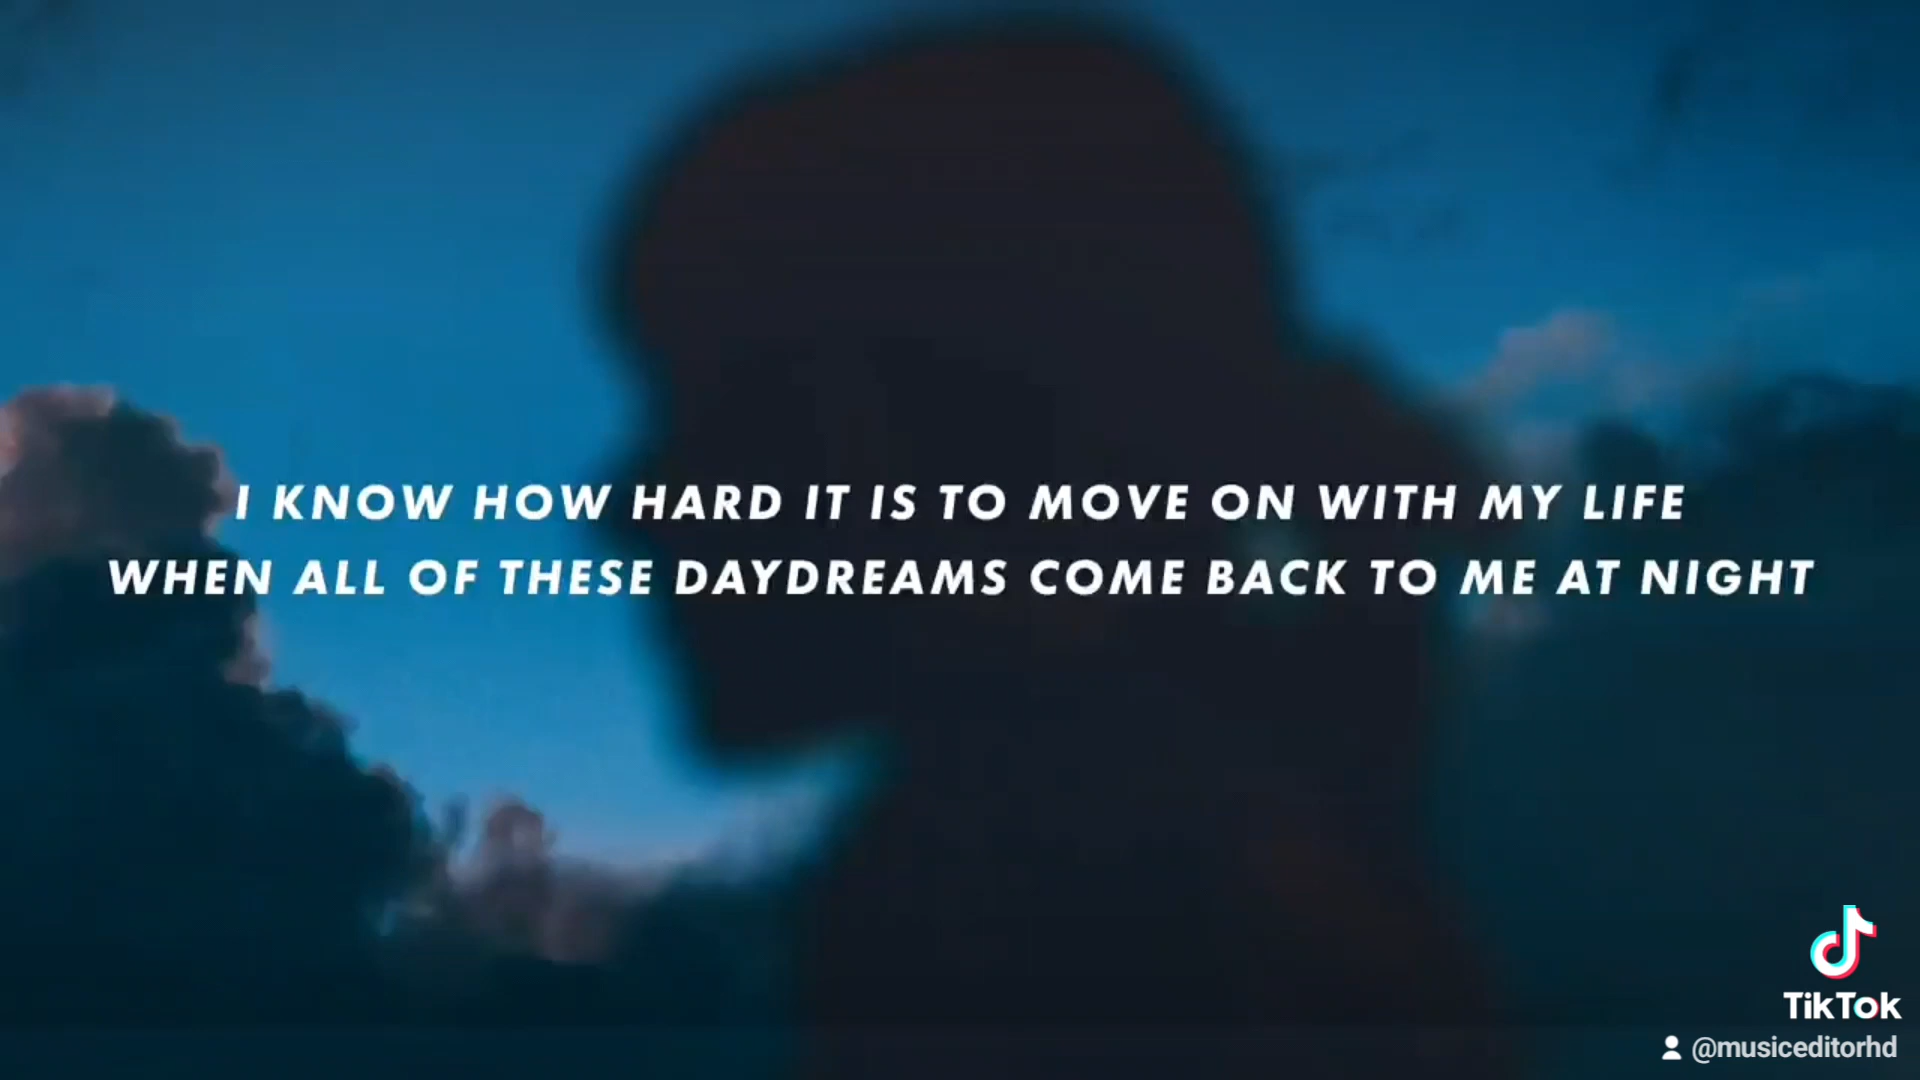 I KNOW HOW HARD IT IS TO MOVE ON WITH MY LIFE
WHEN ALL OF THESE DAYDREAMS COME BACK TO ME AT NIGHT
TikTok
@musiceditorhd